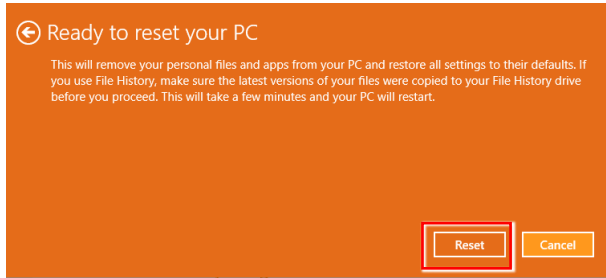 Ready to reset your PC
This will remove your personal files and apps from your PC and restore all settings to their defaults. If
you use File History, make sure the latest versions of your files were copied to your File History drive
before you proceed. This will take a few minutes and your PC will restart.
Reset Cancel